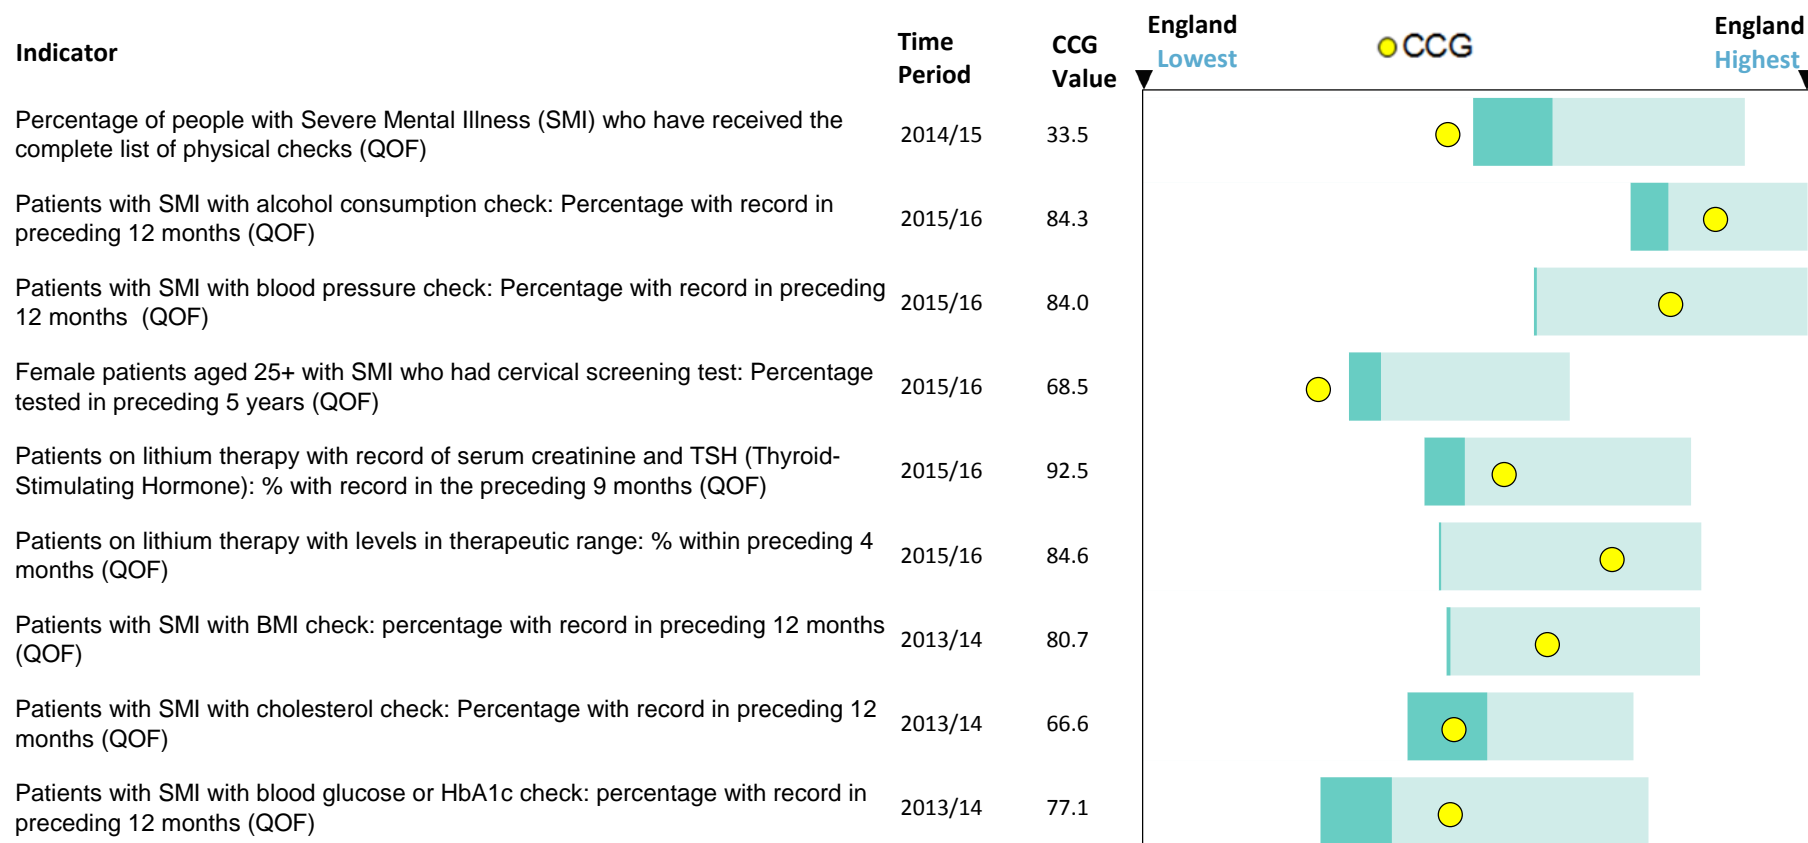 Indicator
Time
Period
CCG
Value
England
Lowest
CCG
England
Highest
Percentage of people with Severe Mental Illness (SMI) who have received the
complete list of physical checks (QOF)
2014/15
33.5
Patients with SMI with alcohol consumption check: Percentage with record in
preceding 12 months (QOF)
2015/16
84.3
Patients with SMI with blood pressure check: Percentage with record in preceding
12 months  (QOF)
2015/16
84.0
Female patients aged 25+ with SMI who had cervical screening test: Percentage
tested in preceding 5 years (QOF)
2015/16
68.5
Patients on lithium therapy with record of serum creatinine and TSH (Thyroid-
Stimulating Hormone): % with record in the preceding 9 months (QOF)
2015/16
92.5
Patients on lithium therapy with levels in therapeutic range: % within preceding 4
months (QOF)
2015/16
84.6
Patients with SMI with BMI check: percentage with record in preceding 12 months
(QOF)
2013/14
80.7
Patients with SMI with cholesterol check: Percentage with record in preceding 12
months (QOF)
2013/14
66.6
Patients with SMI with blood glucose or HbA1c check: percentage with record in
preceding 12 months (QOF)
2013/14
77.1